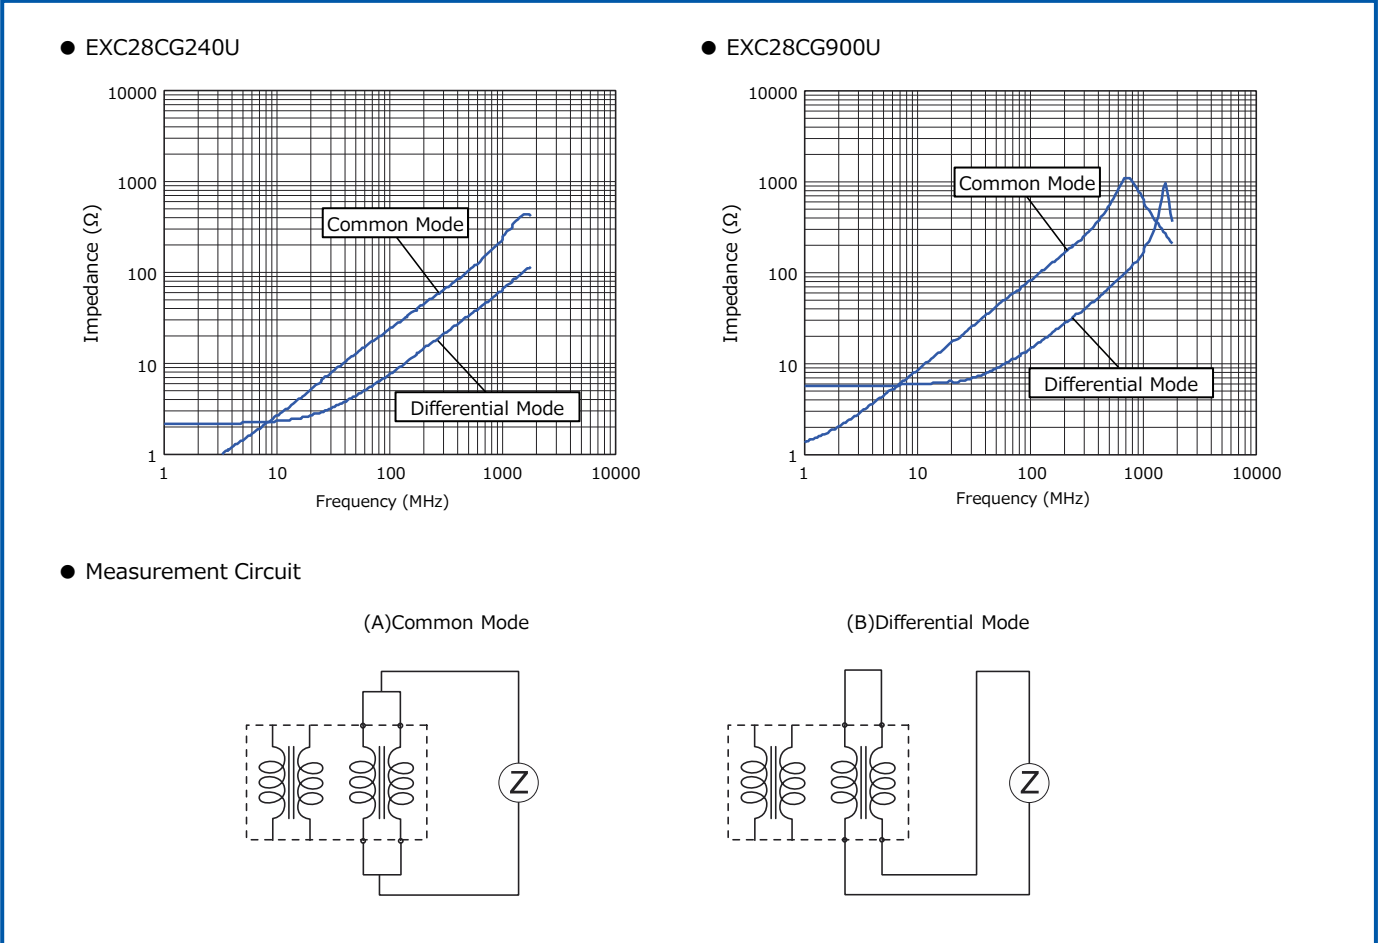 ● EXC28CG240U
10000
1000
100
10
1
Impedance (Ω)
Common Mode
Differential Mode
1 10 100 1000 10000
Frequency (MHz)
● EXC28CG900U
10000
1000
100
10
1
Impedance (Ω)
Common Mode
Differential Mode
1 10 100 1000 10000
Frequency (MHz)
● Measurement Circuit
(A)Common Mode
Z
(B)Differential Mode
Z